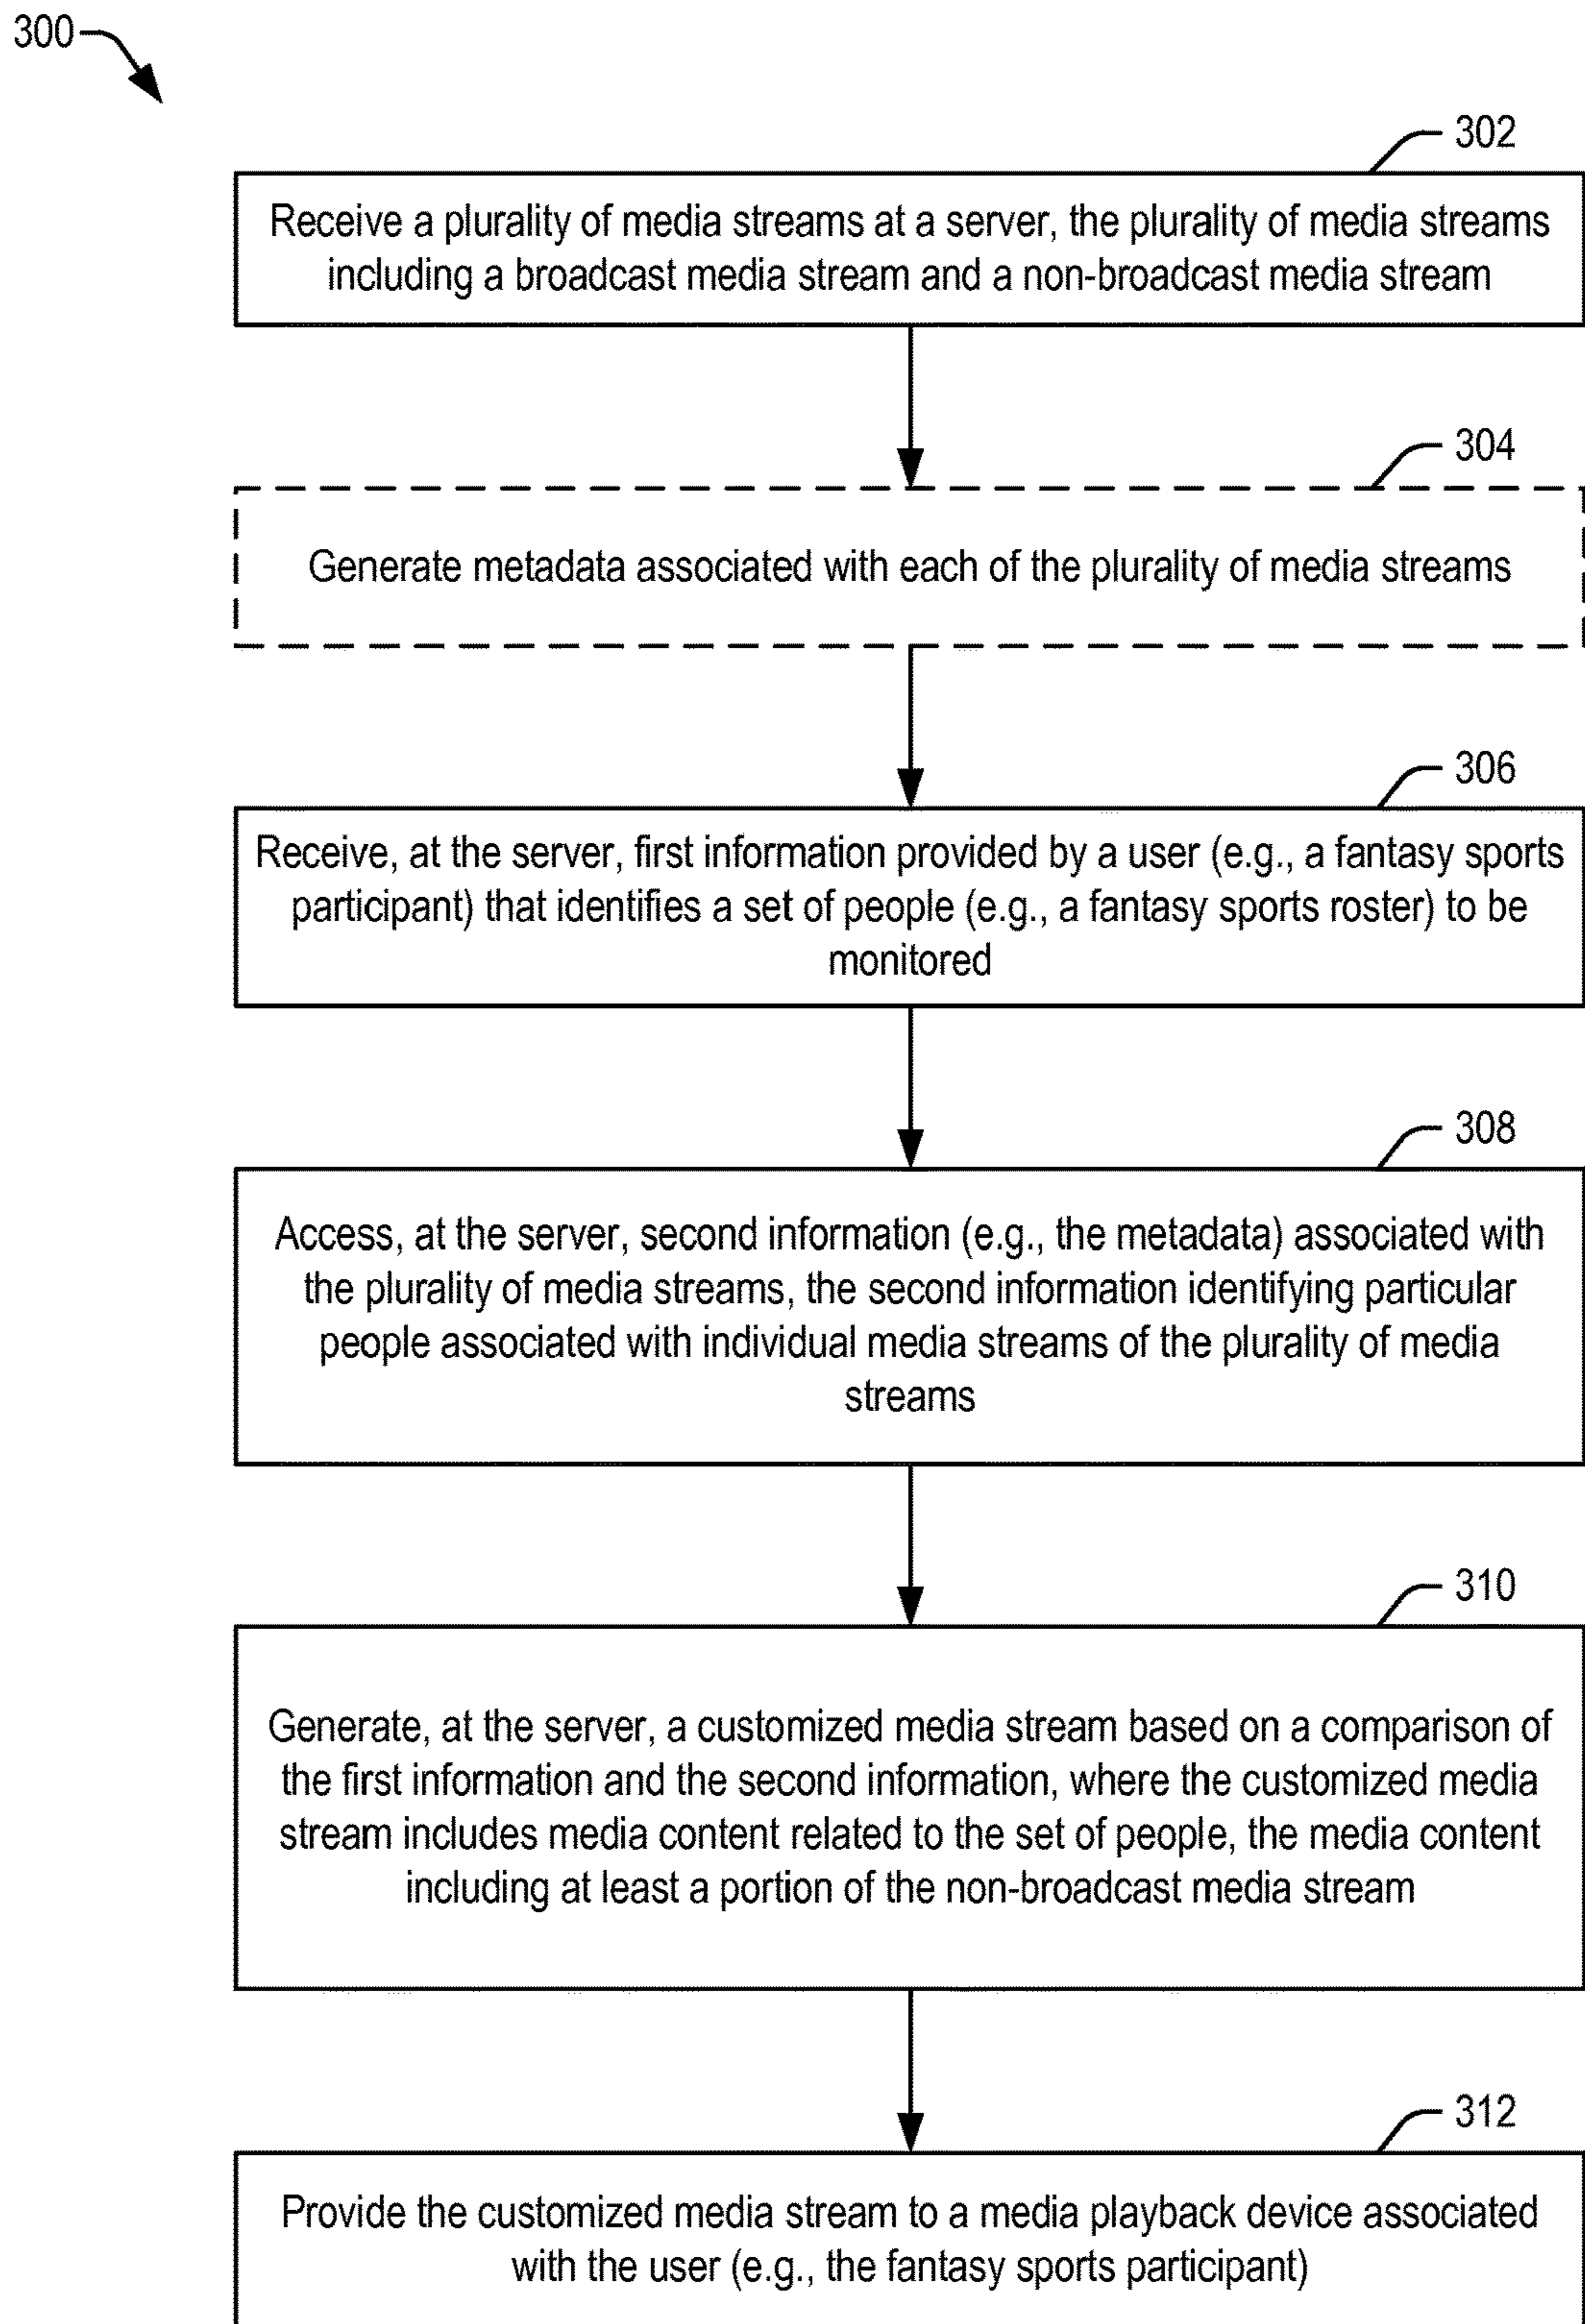 300
302
Receive a plurality of media streams at a server, the plurality of media streams
including a broadcast media stream and a non-broadcast media stream
304
Generate metadata associated with each of the plurality of media streams
306
Receive, at the server, first information provided by a user (e.g., a fantasy sports
participant) that identifies a set of people (e.g., a fantasy sports roster) to be
monitored
308
Access, at the server, second information (e.g., the metadata) associated with
the plurality of media streams, the second information identifying particular
people associated with individual media streams of the plurality of media
streams
310
Generate, at the server, a customized media stream based on a comparison of
the first information and the second information, where the customized media
stream includes media content related to the set of people, the media content
including at least a portion of the non-broadcast media stream
312
Provide the customized media stream to a media playback device associated
with the user (e.g., the fantasy sports participant)